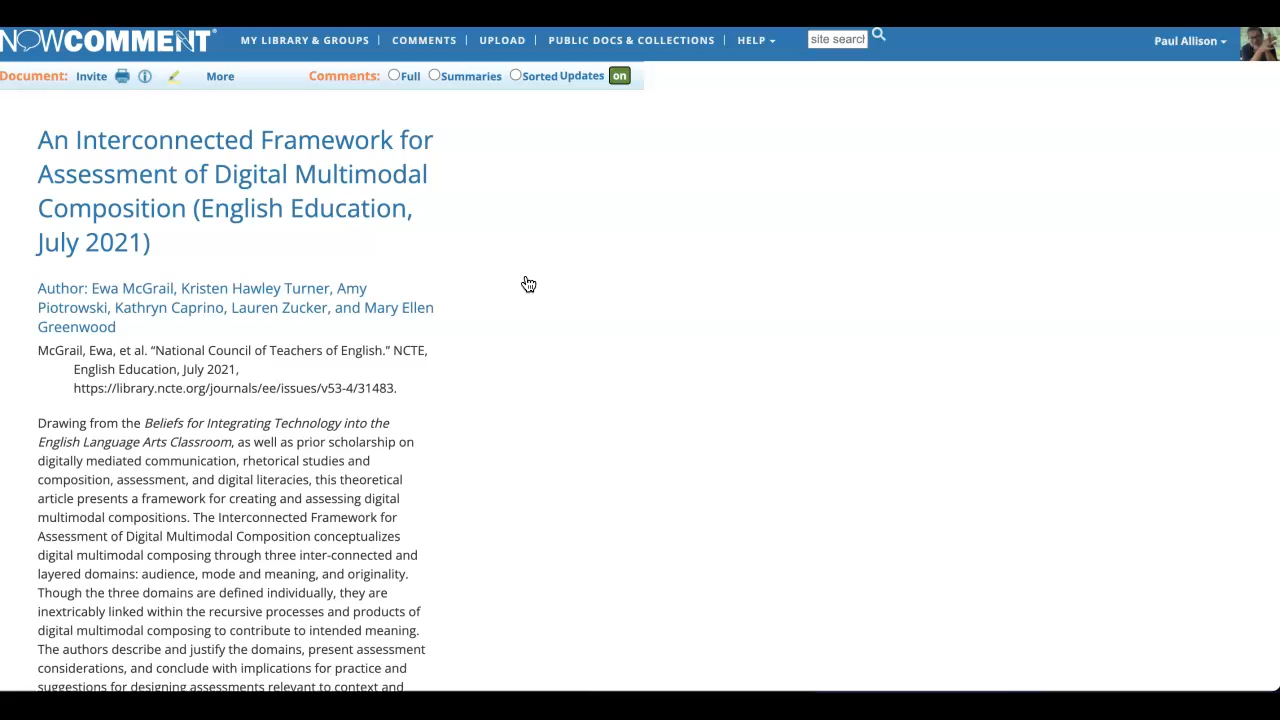 NOWCOMMENT®
MY LIBRARY & GROUPS | COMMENTS | UPLOAD | PUBLIC DOCS & COLLECTIONS | HELP
site search
Paul Allison
Document: Invite More Comments: Full Summaries Sorted Updates on
An Interconnected Framework for
Assessment of Digital Multimodal
Composition (English Education,
July 2021)
Author: Ewa McGrail, Kristen Hawley Turner, Amy
Piotrowski, Kathryn Caprino, Lauren Zucker, and Mary Ellen
Greenwood
McGrail, Ewa, et al. “National Council of Teachers of English.” NCTE,
English Education, July 2021,
https://library.ncte.org/journals/ee/issues/v53-4/31483.
Drawing from the Beliefs for Integrating Technology into the
English Language Arts Classroom, as well as prior scholarship on
digitally mediated communication, rhetorical studies and
composition, assessment, and digital literacies, this theoretical
article presents a framework for creating and assessing digital
multimodal compositions. The Interconnected Framework for
Assessment of Digital Multimodal Composition conceptualizes
digital multimodal composing through three inter-connected and
layered domains: audience, mode and meaning, and originality.
Though the three domains are defined individually, they are
inextricably linked within the recursive processes and products of
digital multimodal composing to contribute to intended meaning.
The authors describe and justify the domains, present assessment
considerations, and conclude with implications for practice and
suggestions for designing assessments relevant to context and